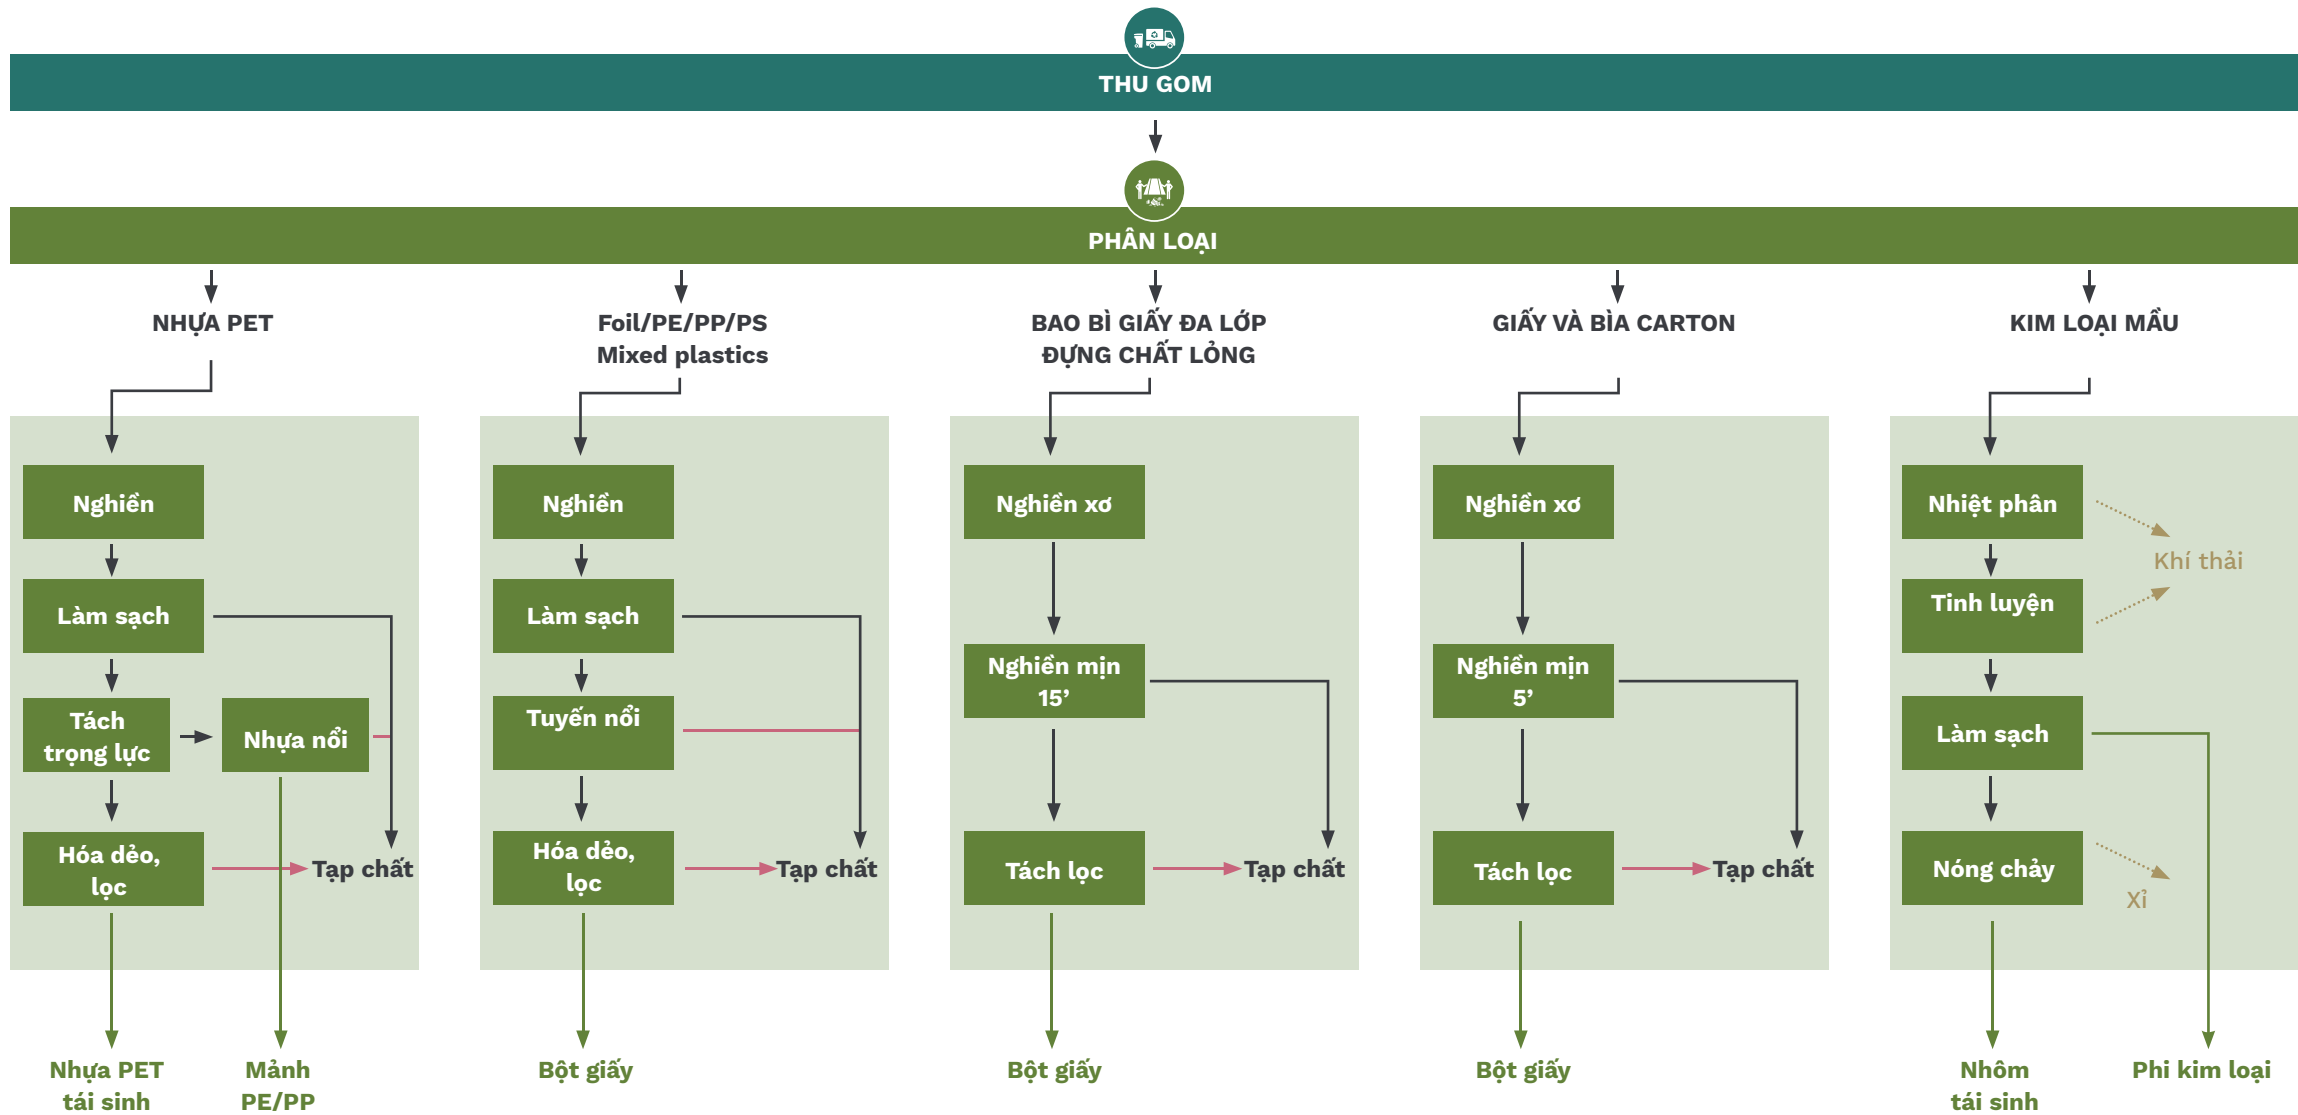 THU GOM
PHÂN LOẠI
NHỰA PET
Foil/PE/PP/PS
Mixed plastics
BAO BÌ GIẤY ĐA LỚP
ĐỰNG CHẤT LỎNG
GIẤY VÀ BÌA CARTON
KIM LOẠI MẦU
Nghiền
Làm sạch
Tách
trọng lực
Nhựa nổi
Hóa dẻo,
lọc
Tạp chất
Nhựa PET
tái sinh
Mảnh
PE/PP
Nghiền
Làm sạch
Tuyến nổi
Hóa dẻo,
lọc
Tạp chất
Bột giấy
Nghiền xơ
Nghiền mịn
15’
Tách lọc
Tạp chất
Bột giấy
Nghiền xơ
Nghiền mịn
5’
Tách lọc
Tạp chất
Bột giấy
Nhiệt phân
Khí thải
Tinh luyện
Làm sạch
Nóng chảy
Xỉ
Nhôm
tái sinh
Phi kim loại